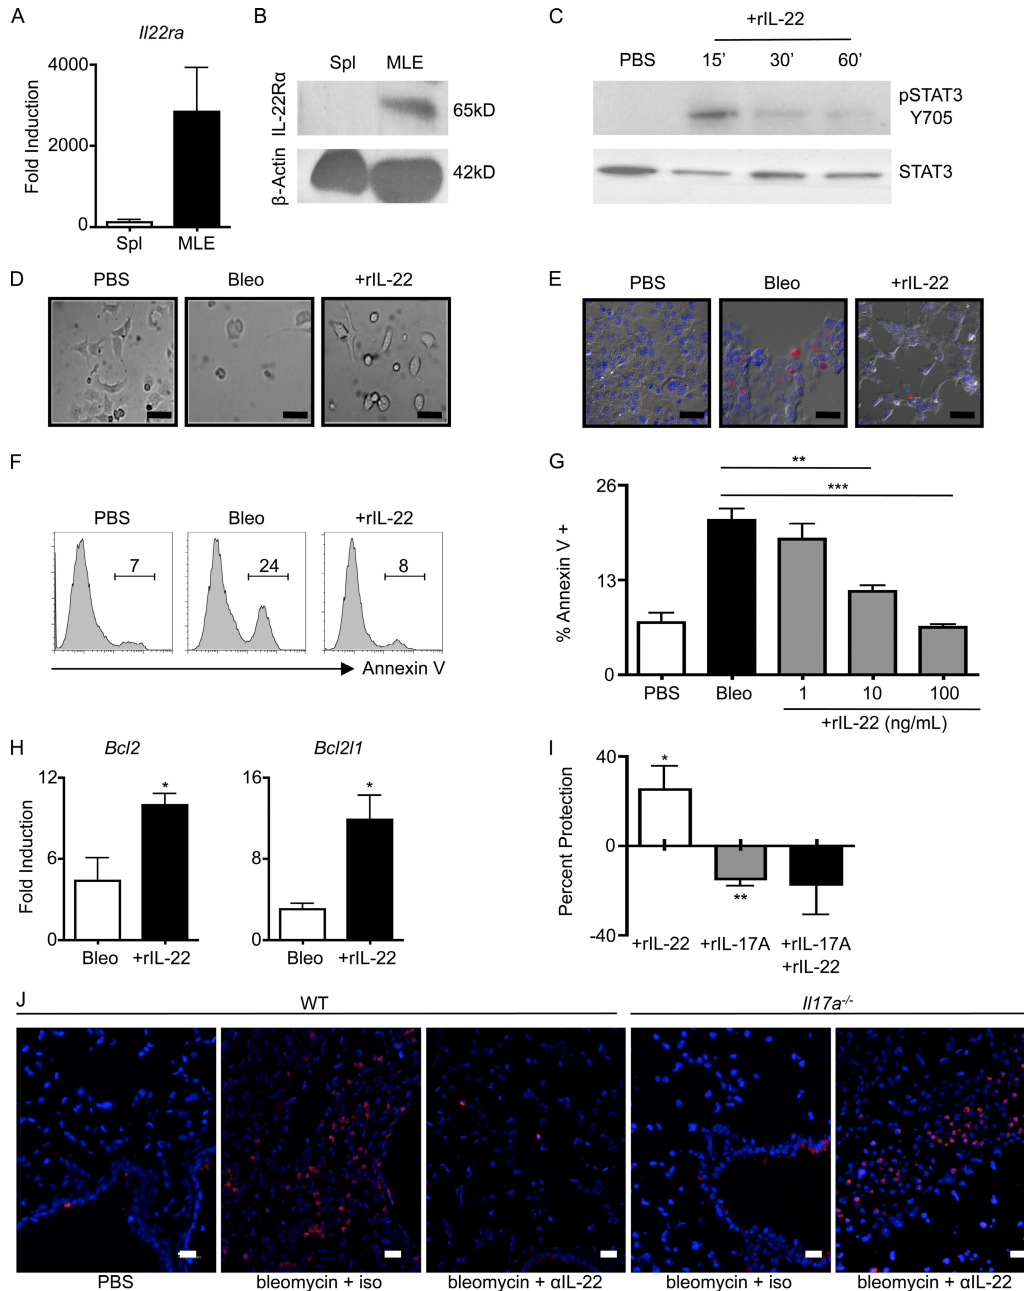 A
Il22ra
Fold Induction
4000
2000
0
Spl MLE
B
Spl MLE
IL-22Rα
65kD
β-Actin
42kD
C
+rIL-22
PBS 15’ 30’ 60’
pSTAT3
Y705
STAT3
D
PBS Bleo +rIL-22
E
PBS Bleo +rIL-22
F
PBS Bleo +rIL-22
7 24 8
Annexin V
G
** 
***
% Annexin V +
26
13
0
PBS Bleo 1 10 100
+rIL-22 (ng/mL)
H
Bcl2
Fold Induction
12
6
0
*
Bleo +rIL-22
Bcl2l1
16
8
0
*
Bleo +rIL-22
I
Percent Protection
40
0
-40
*
**
+rIL-22 +rIL-17A +rIL-17A
+rIL-22
J
WT Il17a-/-
PBS bleomycin + iso bleomycin + αIL-22 bleomycin + iso bleomycin + αIL-22